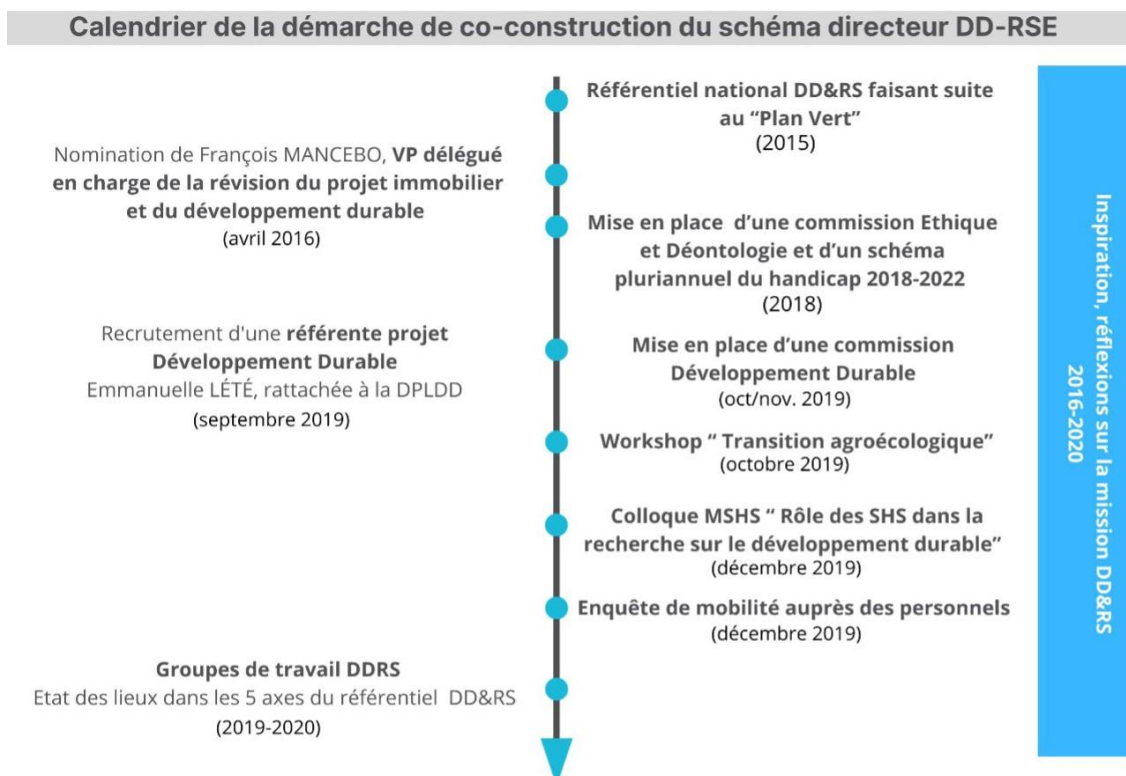 Calendrier de la démarche de co-construction du schéma directeur DD-RSE
Référentiel national DD&RS faisant suite
au “Plan Vert”
(2015)
Nomination de François MANCEBO, VP délégué
en charge de la révision du projet immobilier
et du développement durable
(avril 2016)
Mise en place d’une commission Ethique
et Déontologie et d’un schéma
pluriannuel du handicap 2018-2022
(2018)
Recrutement d'une référente projet
Développement Durable
Emmanuelle LÉTÉ, rattachée à la DPLDD
(septembre 2019)
Mise en place d’une commission
Développement Durable
(oct/nov. 2019)
Workshop “ Transition agroécologique”
(octobre 2019)
Colloque MSHS “ Rôle des SHS dans la
recherche sur le développement durable”
(décembre 2019)
Enquête de mobilité auprès des personnels
(décembre 2019)
Groupes de travail DDRS
Etat des lieux dans les 5 axes du référentiel DD&RS
(2019-2020)
Inspiration, réflexions sur la mission DD&RS
2016-2020